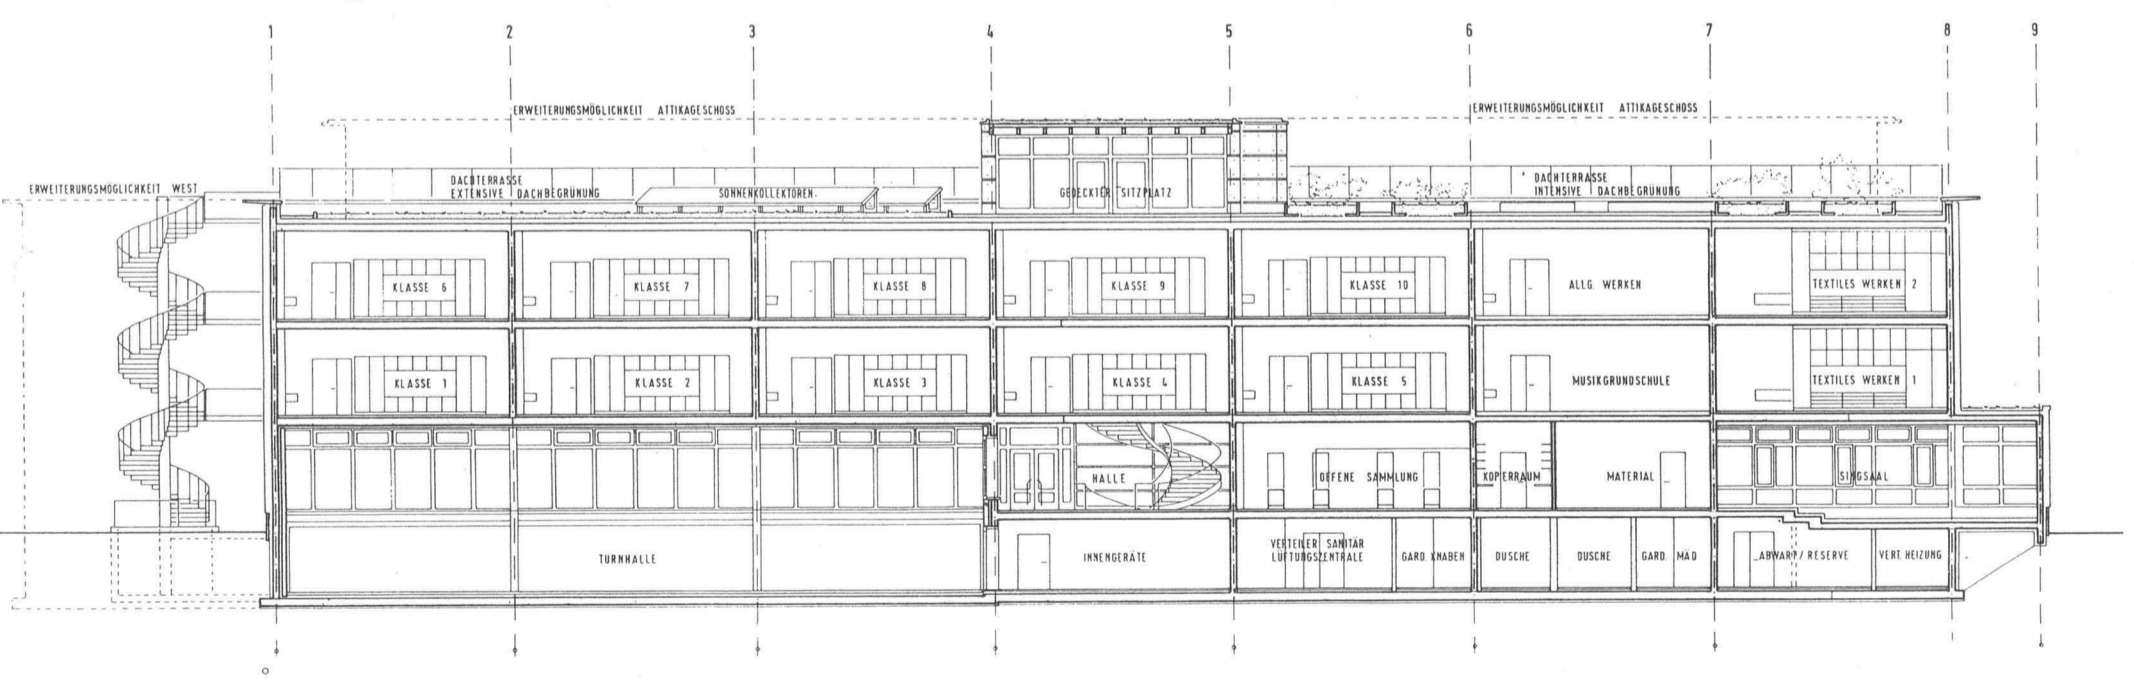 1 2 3 4 5 6 7 8 9
ERWEITERUNGSMÖGLICHKEIT ATTIKAGESCHOSS
ERWEITERUNGSMÖGLICHKEIT ATTIKAGESCHOSS
ERWEITERUNGSMÖGLICHKEIT WEST
DACHTERRASSE
EXTENSIVE DACHBEGRÜNUNG
SONNENKOLLEKTOREN
GEDECKTER SITZPLATZ
DACHTERRASSE
INTENSIVE DACHBEGRÜNUNG
KLASSE 6
KLASSE 7
KLASSE 8
KLASSE 9
KLASSE 10
ALLG. WERKEN
TEXTILES WERKEN 2
KLASSE 1
KLASSE 2
KLASSE 3
KLASSE 4
KLASSE 5
MUSIKGRUNDSCHULE
TEXTILES WERKEN 1
HALLE
OFFENE SAMMLUNG
KOPIERRAUM
MATERIAL
SINGSAAL
TURNHALLE
INNENGERÄTE
VERTEILER SANITÄR
LÜFTUNGSZENTRALE
GARD. KNABEN
DUSCHE
DUSCHE
GARD. MÄD
ABWART / RESERVE
VERT. HEIZUNG